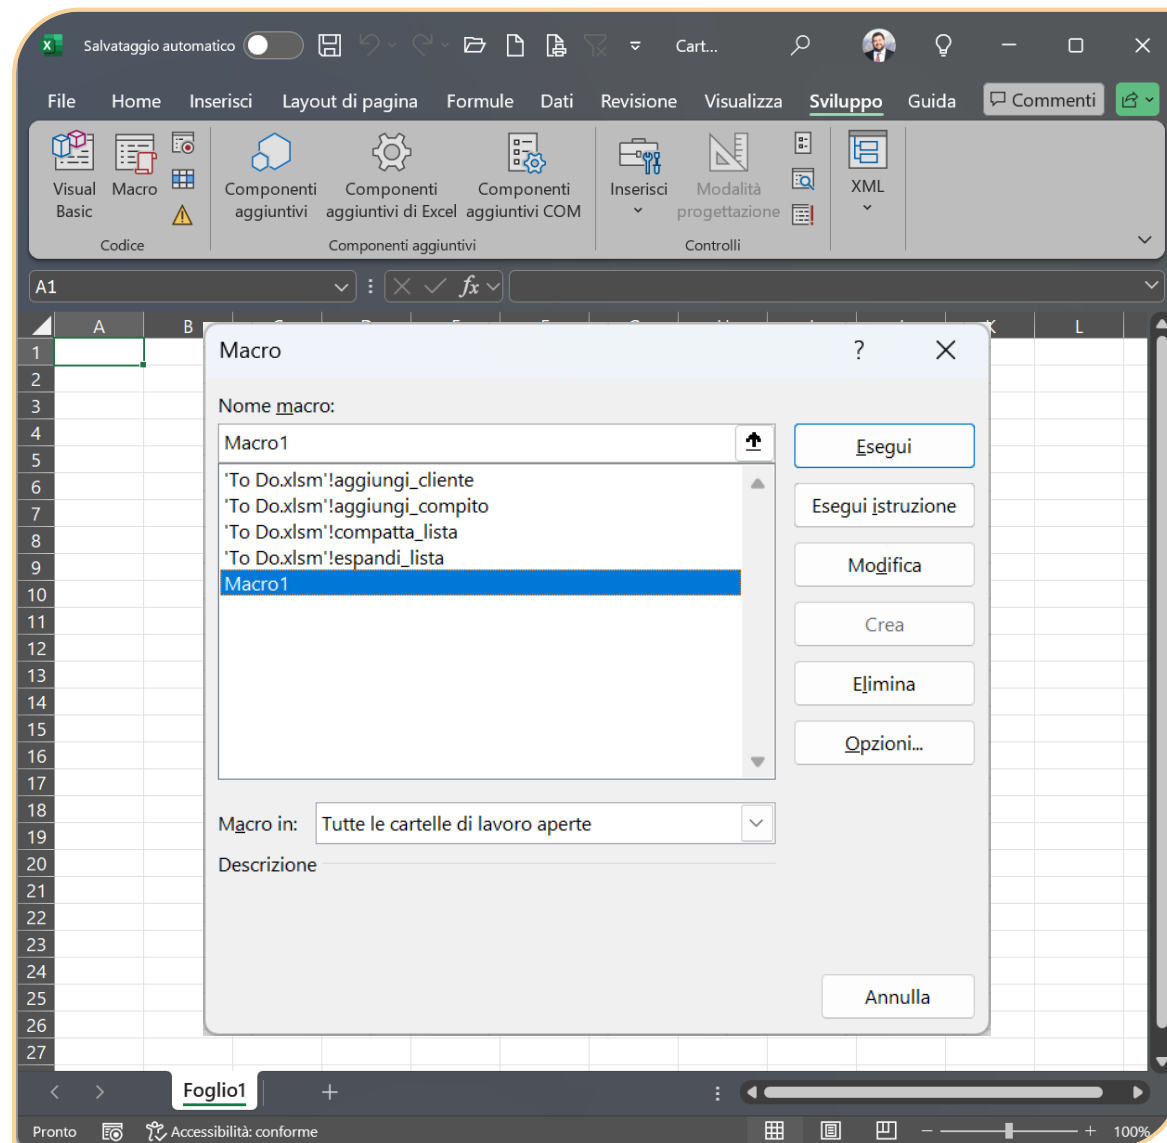 Salvataggio automatico
Cart...
File Home Inserisci Layout di pagina Formule Dati Revisione Visualizza Sviluppo Guida Commenti
Visual Basic
Macro
Componenti aggiuntivi
Componenti aggiuntivi di Excel
Componenti aggiuntivi COM
Inserisci
Modalità progettazione
XML
Codice
Componenti aggiuntivi
Controlli
A1
fx
A B K L
Macro
?
Nome macro:
Macro1
'To Do.xlsm'!aggiungi_cliente
'To Do.xlsm'!aggiungi_compito
'To Do.xlsm'!compatta_lista
'To Do.xlsm'!espandi_lista
Macro1
Esegui
Esegui istruzione
Modifica
Crea
Elimina
Opzioni...
Macro in: Tutte le cartelle di lavoro aperte
Descrizione
Annulla
1
2
3
4
5
6
7
8
9
10
11
12
13
14
15
16
17
18
19
20
21
22
23
24
25
26
27
Foglio1
Pronto
Accessibilità: conforme
100%